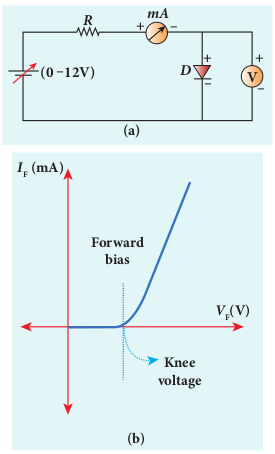 R
mA
+
−
(0−12V)
D
+
−
+
V
−
(a)
I_F (mA)
Forward
bias
V_F(V)
Knee
voltage
(b)